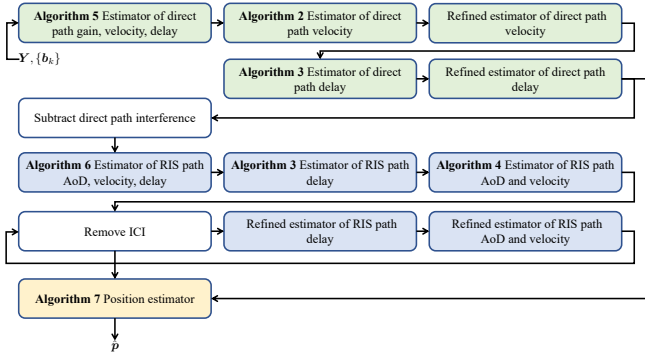 Algorithm 5 Estimator of direct
path gain, velocity, delay
Algorithm 2 Estimator of direct
path velocity
Refined estimator of direct path
velocity
Y, {b_k}
Algorithm 3 Estimator of direct
path delay
Refined estimator of direct path
delay
Subtract direct path interference
Algorithm 6 Estimator of RIS path
AoD, velocity, delay
Algorithm 3 Estimator of RIS path
delay
Algorithm 4 Estimator of RIS path
AoD and velocity
Remove ICI
Refined estimator of RIS path
delay
Refined estimator of RIS path
AoD and velocity
Algorithm 7 Position estimator
p̂